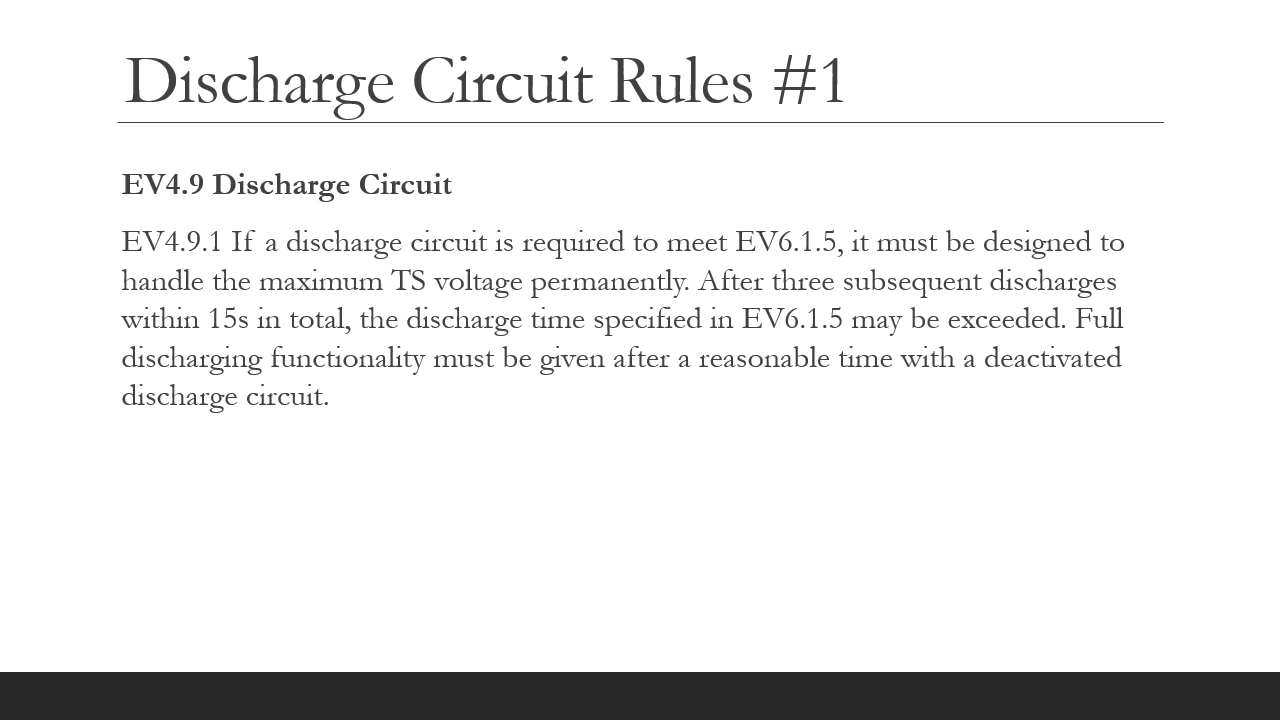 Discharge Circuit Rules #1
EV4.9 Discharge Circuit
EV4.9.1 If a discharge circuit is required to meet EV6.1.5, it must be designed to
handle the maximum TS voltage permanently. After three subsequent discharges
within 15s in total, the discharge time specified in EV6.1.5 may be exceeded. Full
discharging functionality must be given after a reasonable time with a deactivated
discharge circuit.